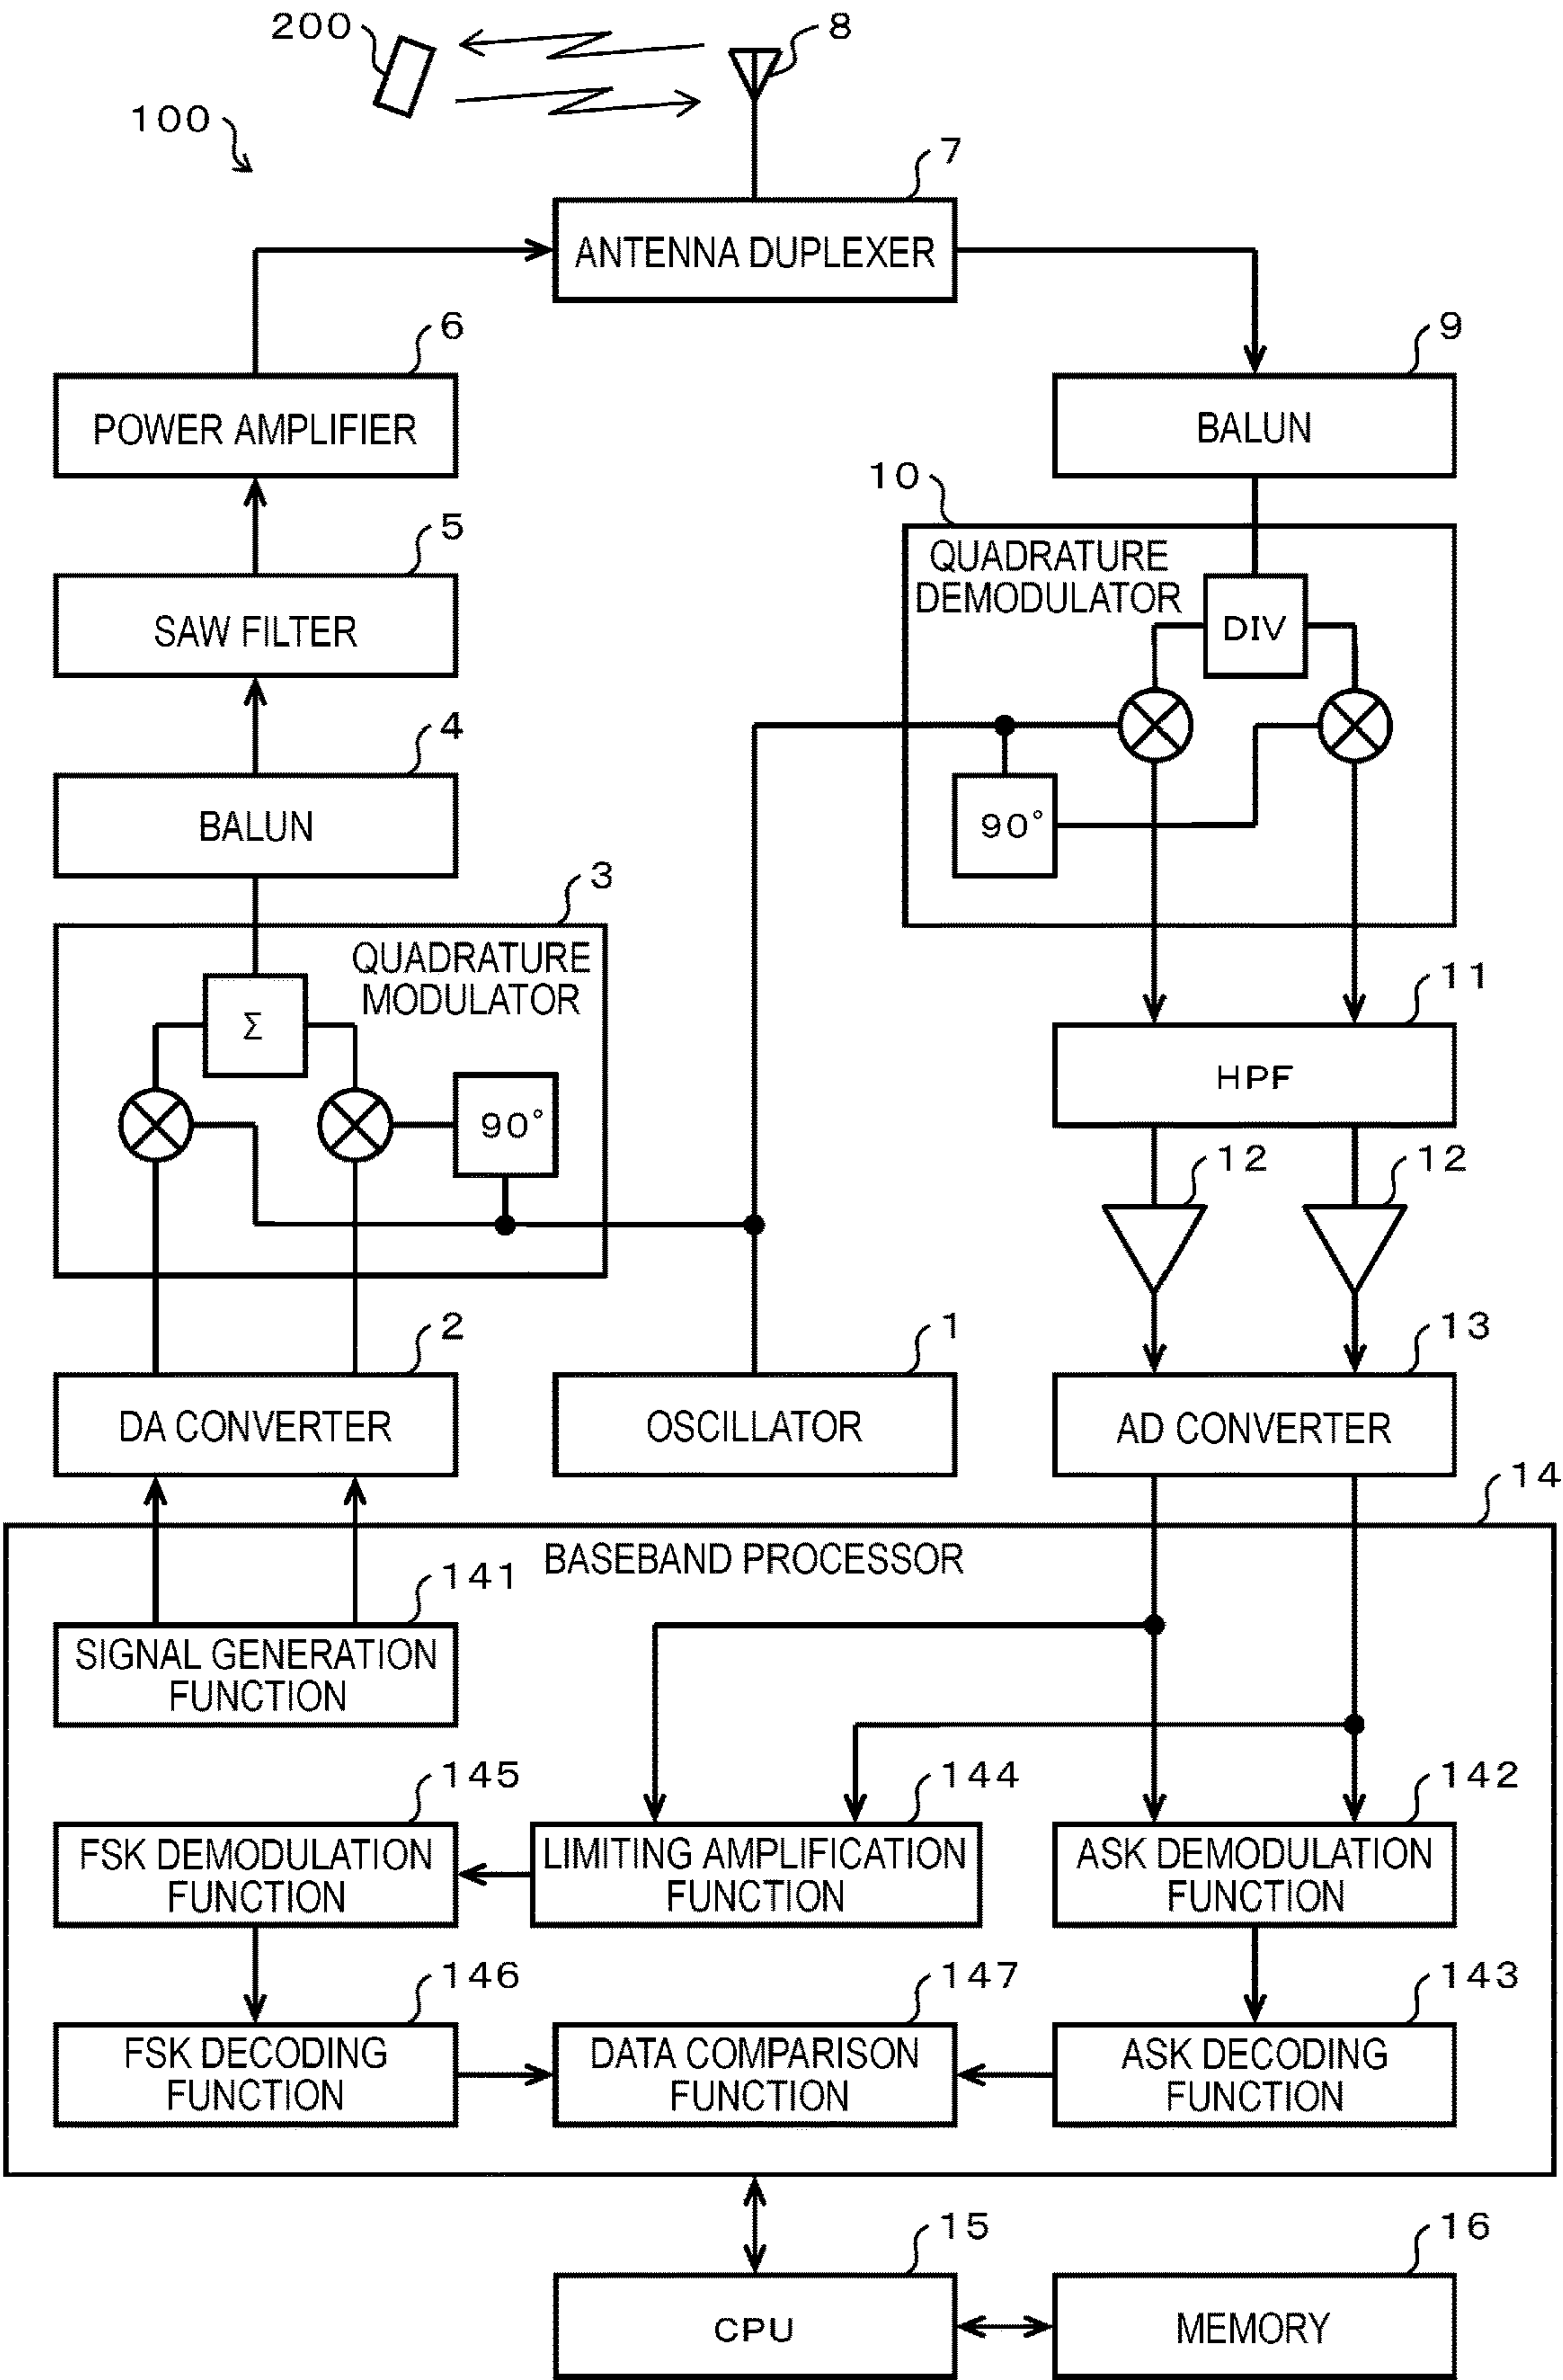 200
8
100
7
ANTENNA DUPLEXER
6
POWER AMPLIFIER
9
BALUN
5
SAW FILTER
10
QUADRATURE
DEMODULATOR
DIV
90°
4
BALUN
3
QUADRATURE
MODULATOR
Σ
90°
11
HPF
12
12
2
DA CONVERTER
1
OSCILLATOR
13
AD CONVERTER
14
BASEBAND PROCESSOR
141
SIGNAL GENERATION
FUNCTION
145
FSK DEMODULATION
FUNCTION
144
LIMITING AMPLIFICATION
FUNCTION
142
ASK DEMODULATION
FUNCTION
146
FSK DECODING
FUNCTION
147
DATA COMPARISON
FUNCTION
143
ASK DECODING
FUNCTION
15
CPU
16
MEMORY